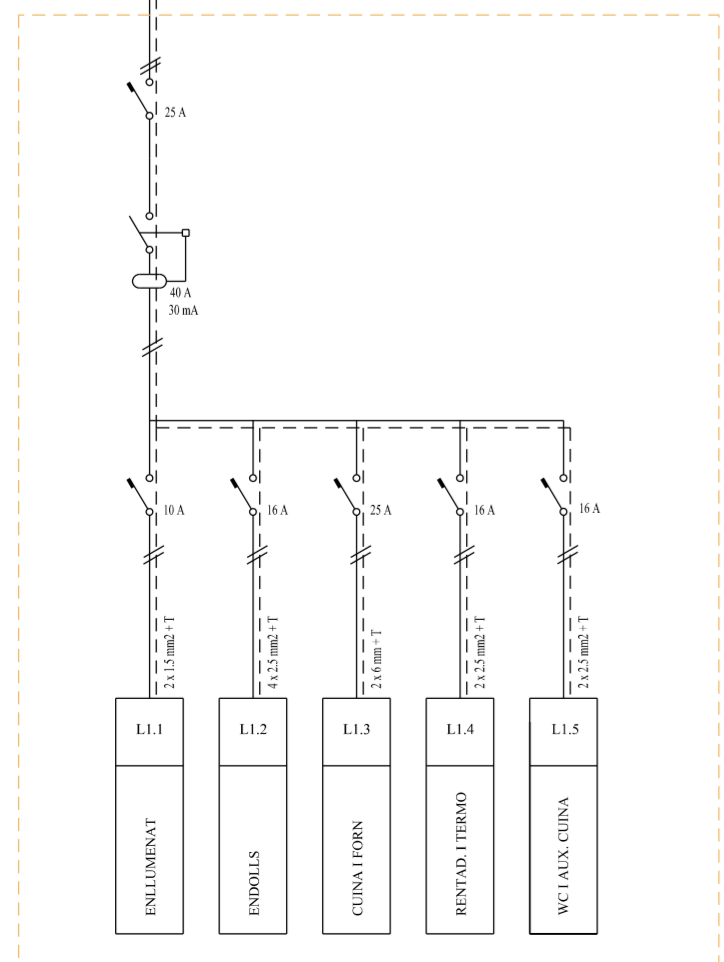 25 A
40 A
30 mA
10 A
16 A
25 A
16 A
16 A
2 x 1.5 mm2 + T
4 x 2.5 mm2 + T
2 x 6 mm + T
2 x 2.5 mm2 + T
2 x 2.5 mm2 + T
L1.1
L1.2
L1.3
L1.4
L1.5
ENLLUMENAT
ENDOLLS
CUINA I FORN
RENTAD. I TERMO
WC I AUX. CUINA